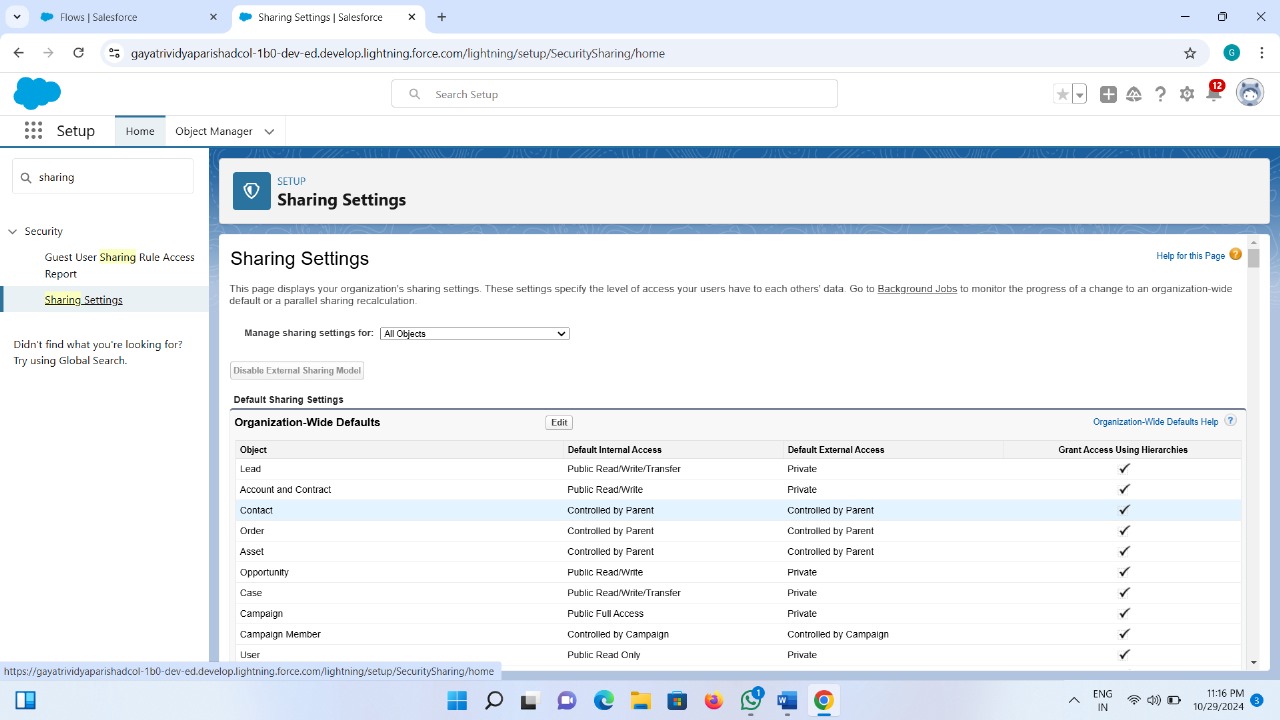 Flows | Salesforce
Sharing Settings | Salesforce
gayatrividyaparishadcol-1b0-dev-ed.develop.lightning.force.com/lightning/setup/SecuritySharing/home
G
Search Setup
12
Setup
Home
Object Manager
sharing
Security
Guest User Sharing Rule Access
Report
Sharing Settings
Didn't find what you're looking for?
Try using Global Search.
SETUP
Sharing Settings
Sharing Settings
Help for this Page ?
This page displays your organization's sharing settings. These settings specify the level of access your users have to each others' data. Go to Background Jobs to monitor the progress of a change to an organization-wide
default or a parallel sharing recalculation.
Manage sharing settings for: All Objects
Disable External Sharing Model
Default Sharing Settings
Organization-Wide Defaults Edit Organization-Wide Defaults Help ?
Object Default Internal Access Default External Access Grant Access Using Hierarchies
Lead Public Read/Write/Transfer Private ✓
Account and Contract Public Read/Write Private ✓
Contact Controlled by Parent Controlled by Parent ✓
Order Controlled by Parent Controlled by Parent ✓
Asset Controlled by Parent Controlled by Parent ✓
Opportunity Public Read/Write Private ✓
Case Public Read/Write/Transfer Private ✓
Campaign Public Full Access Private ✓
Campaign Member Controlled by Campaign Controlled by Campaign ✓
User Public Read Only Private ✓
https://gayatrividyaparishadcol-1b0-dev-ed.develop.lightning.force.com/lightning/setup/SecuritySharing/home
1
ENG
IN
11:16 PM
10/29/2024
3